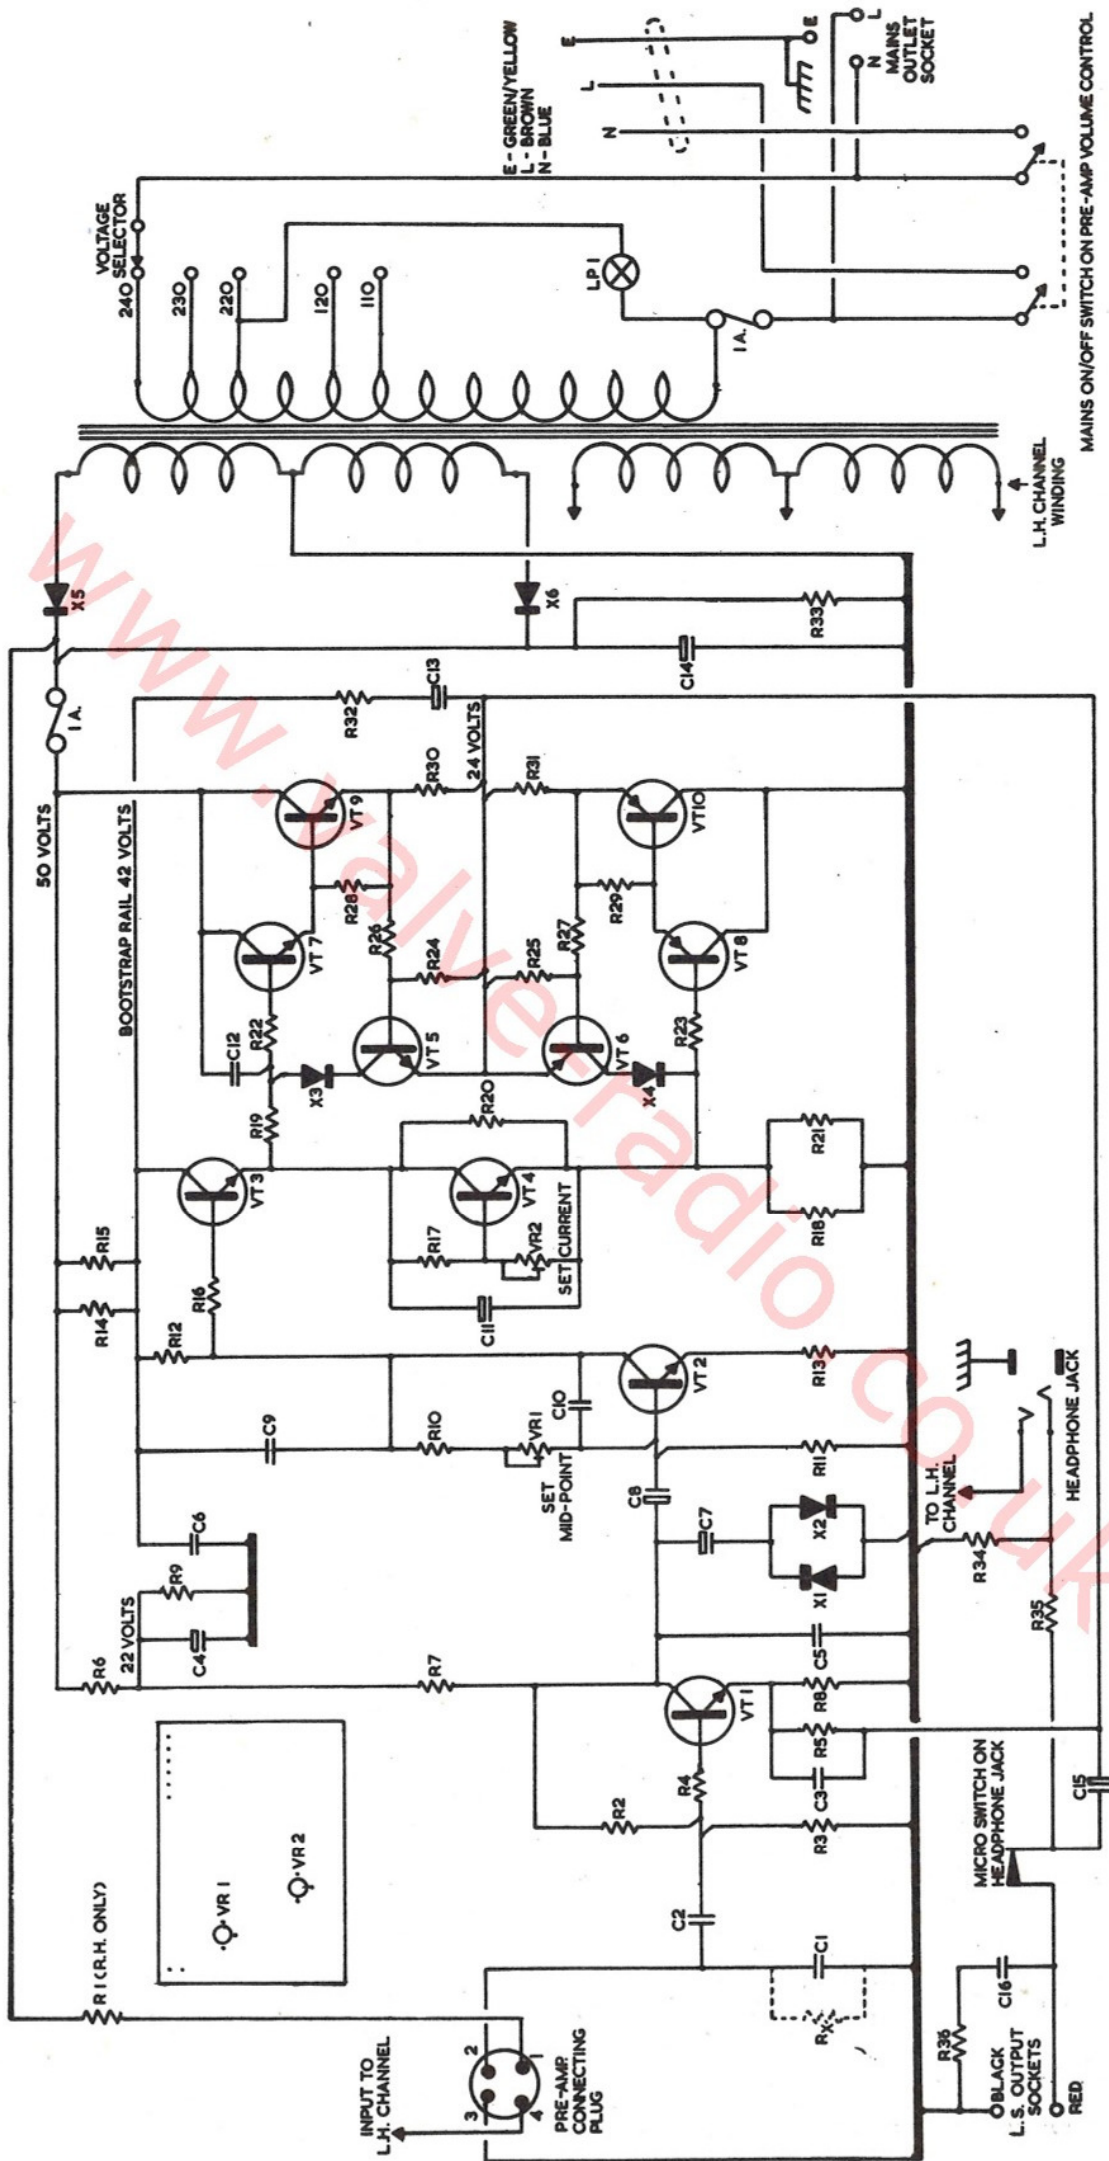 R1 (R.H. ONLY)
INPUT TO
L.H. CHANNEL
3
2
4
1
PRE-AMP.
CONNECTING
PLUG
VR1
VR2
50 VOLTS
1A.
X5
R6
22 VOLTS
C4
R9
C6
R14
R15
BOOTSTRAP RAIL 42 VOLTS
C9
R12
R16
VT3
R19
C12
R22
VT7
VT9
R28
R26
R24
X3
VT5
R30
R32
C13
24 VOLTS
R7
R10
VR1
SET
MID-POINT
C10
C11
R17
VT4
VR2
SET CURRENT
R20
R25
R27
VT6
X4
R31
R29
R23
VT8
VT10
X6
C14
R33
C2
R2
R4
VT1
C8
VT2
C7
X1
X2
C1
RX
R3
C3
R5
R8
C5
R11
R13
R18
R21
R36
C16
BLACK
L.S. OUTPUT
SOCKETS
RED
MICRO SWITCH ON
HEADPHONE JACK
C15
R35
R34
TO L.H.
CHANNEL
HEADPHONE JACK
VOLTAGE
SELECTOR
240
230
220
120
110
LP1
1A.
L.H. CHANNEL
WINDING
E - GREEN/YELLOW
L - BROWN
N - BLUE
N
L
E
E
N
L
MAINS
OUTLET
SOCKET
MAINS ON/OFF SWITCH ON PRE-AMP VOLUME CONTROL
www.valve-radio.co.uk